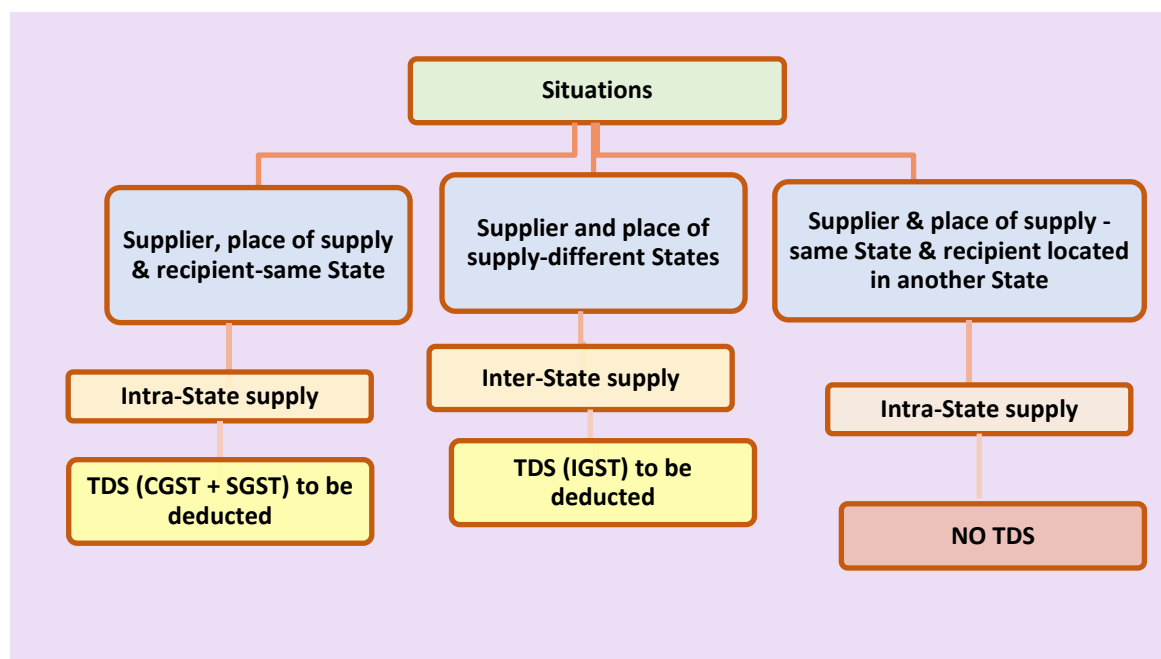 Situations
Supplier, place of supply
& recipient-same State
Supplier and place of
supply-different States
Supplier & place of supply -
same State & recipient located
in another State
Intra-State supply
Inter-State supply
Intra-State supply
TDS (CGST + SGST) to be
deducted
TDS (IGST) to be
deducted
NO TDS